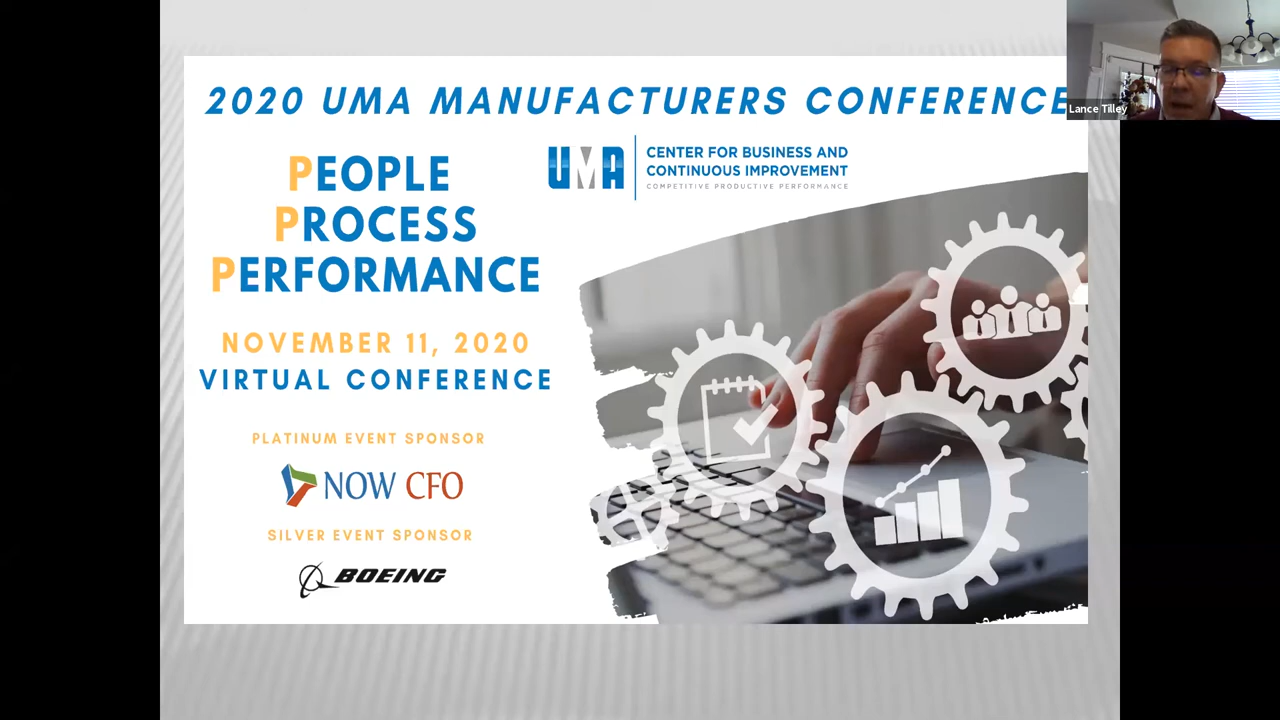 2020 UMA MANUFACTURERS CONFERENCE
Lance Tilley
PEOPLE
PROCESS
PERFORMANCE
UMA
CENTER FOR BUSINESS AND
CONTINUOUS IMPROVEMENT
COMPETITIVE PRODUCTIVE PERFORMANCE
NOVEMBER 11, 2020
VIRTUAL CONFERENCE
PLATINUM EVENT SPONSOR
NOW CFO
SILVER EVENT SPONSOR
BOEING